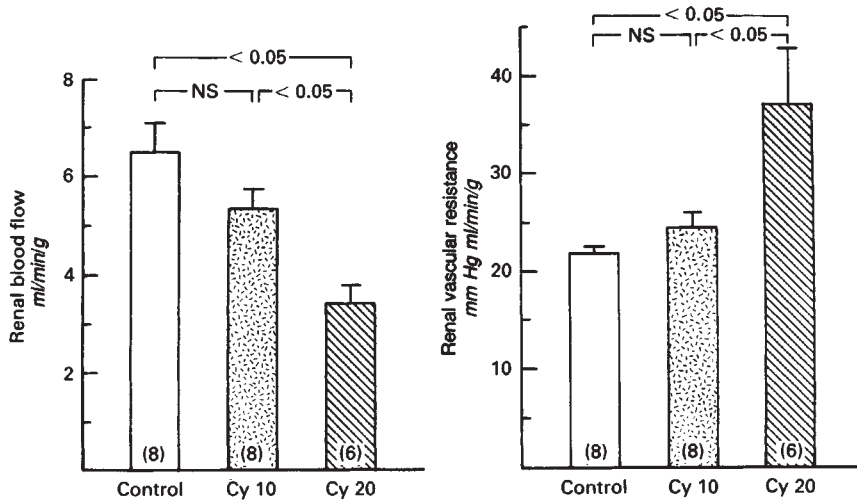 Renal blood flow
ml/min/g
8
6
4
2
< 0.05
NS
< 0.05
(8)
(8)
(6)
Control
Cy 10
Cy 20
Renal vascular resistance
mm Hg ml/min/g
40
30
20
10
< 0.05
NS
< 0.05
(8)
(8)
(6)
Control
Cy 10
Cy 20